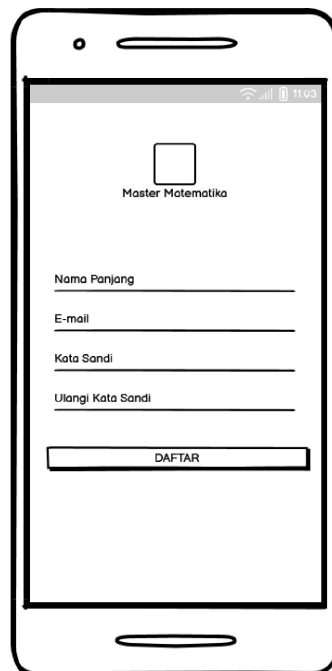 11:03
Master Matematika
Nama Panjang
E-mail
Kata Sandi
Ulangi Kata Sandi
DAFTAR